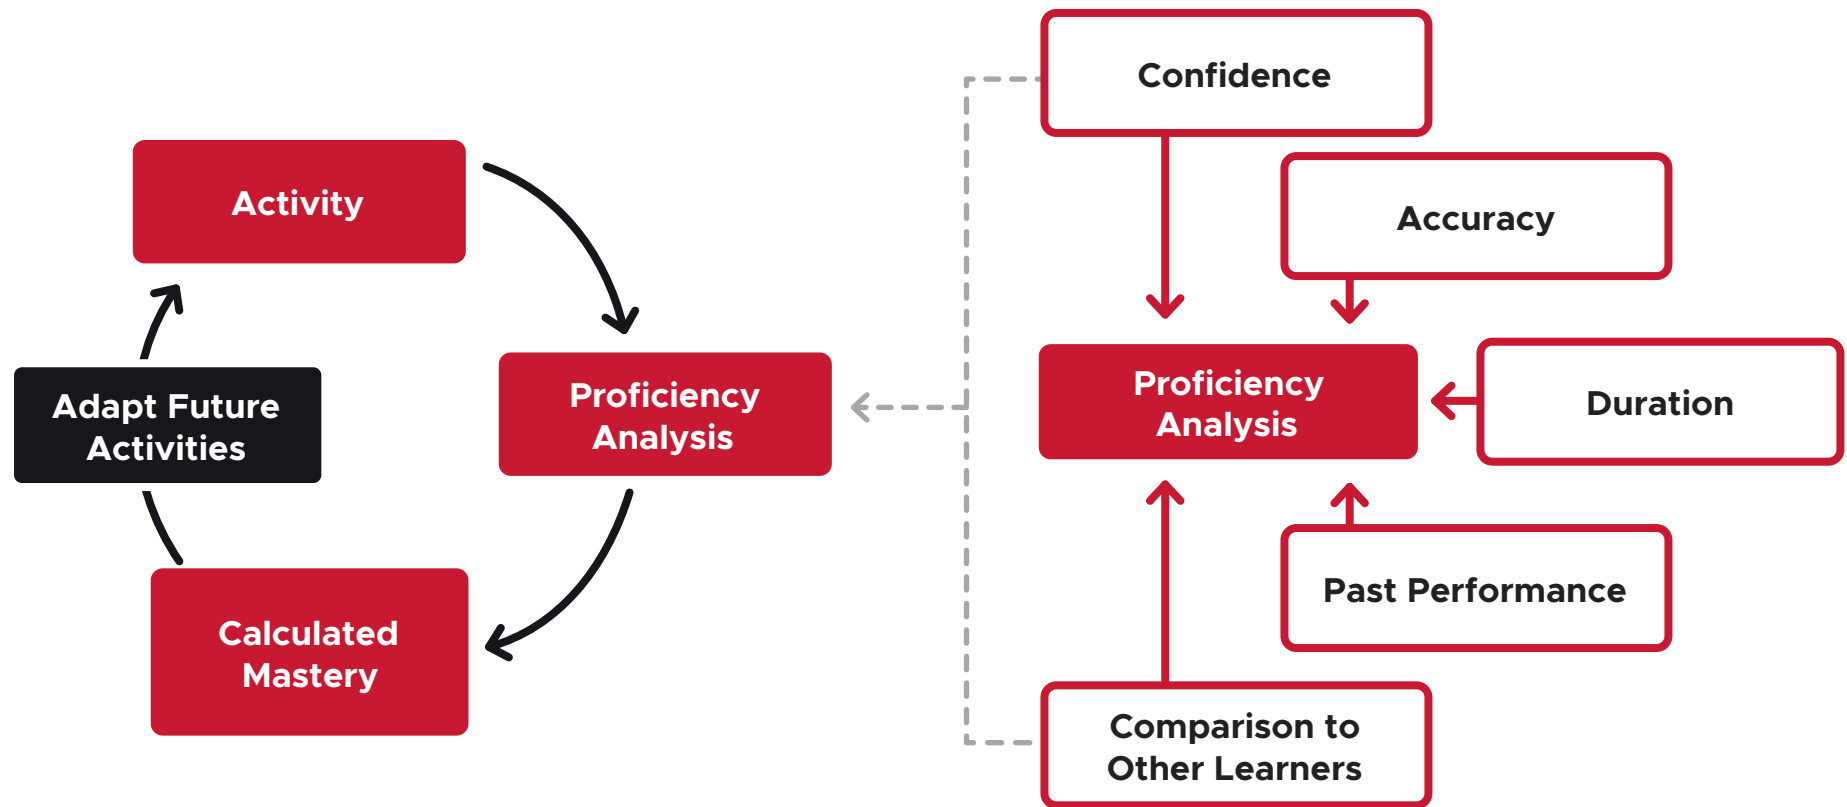 Activity
Proficiency
Analysis
Calculated
Mastery
Adapt Future
Activities
Confidence
Accuracy
Proficiency
Analysis
Duration
Past Performance
Comparison to
Other Learners